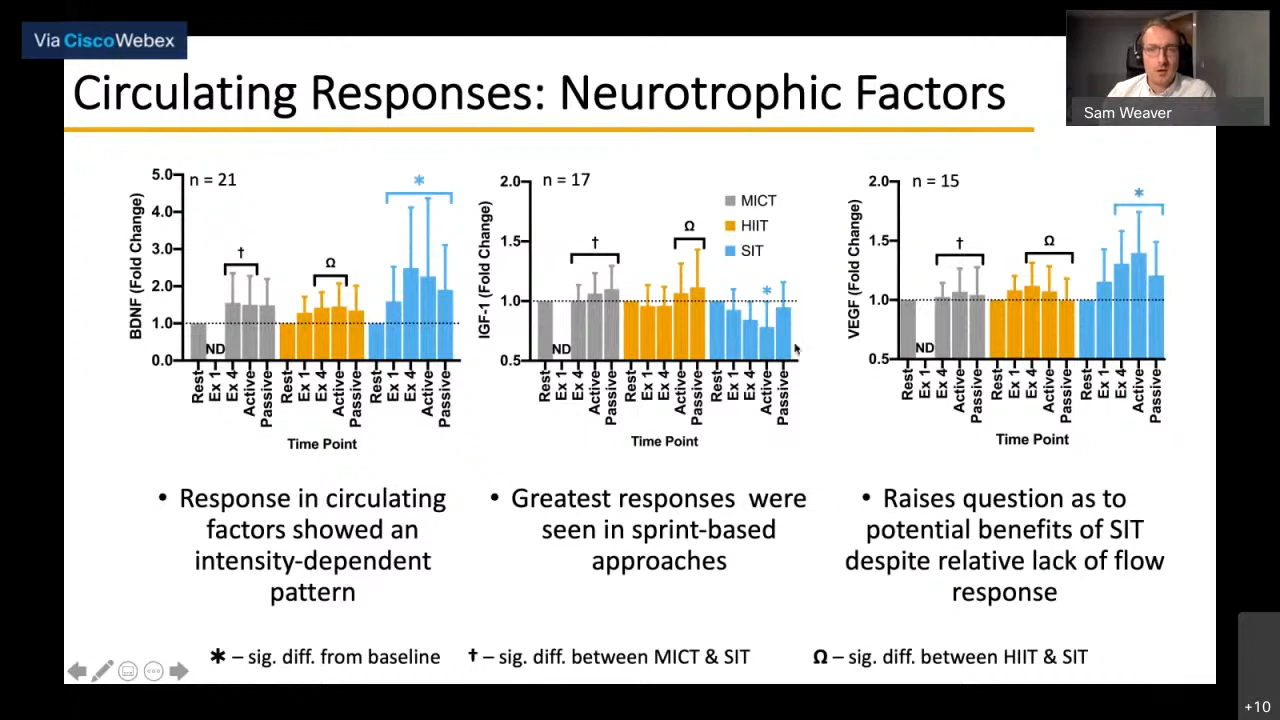 Via CiscoWebex
Circulating Responses: Neurotrophic Factors
Sam Weaver
BDNF (Fold Change)
5.0
4.0
3.0
2.0
1.0
0.0
n = 21
†
Ω
*
ND
Rest
Ex 1
Ex 4
Active
Passive
Rest
Ex 1
Ex 4
Active
Passive
Rest
Ex 1
Ex 4
Active
Passive
Time Point
IGF-1 (Fold Change)
2.0
1.5
1.0
0.5
n = 17
MICT
HIIT
SIT
†
Ω
*
ND
Rest
Ex 1
Ex 4
Active
Passive
Rest
Ex 1
Ex 4
Active
Passive
Rest
Ex 1
Ex 4
Active
Passive
Time Point
VEGF (Fold Change)
2.0
1.5
1.0
0.5
n = 15
†
Ω
*
ND
Rest
Ex 1
Ex 4
Active
Passive
Rest
Ex 1
Ex 4
Active
Passive
Rest
Ex 1
Ex 4
Active
Passive
Time Point
• Response in circulating
factors showed an
intensity-dependent
pattern
• Greatest responses were
seen in sprint-based
approaches
• Raises question as to
potential benefits of SIT
despite relative lack of flow
response
* – sig. diff. from baseline
† – sig. diff. between MICT & SIT
Ω – sig. diff. between HIIT & SIT
+10